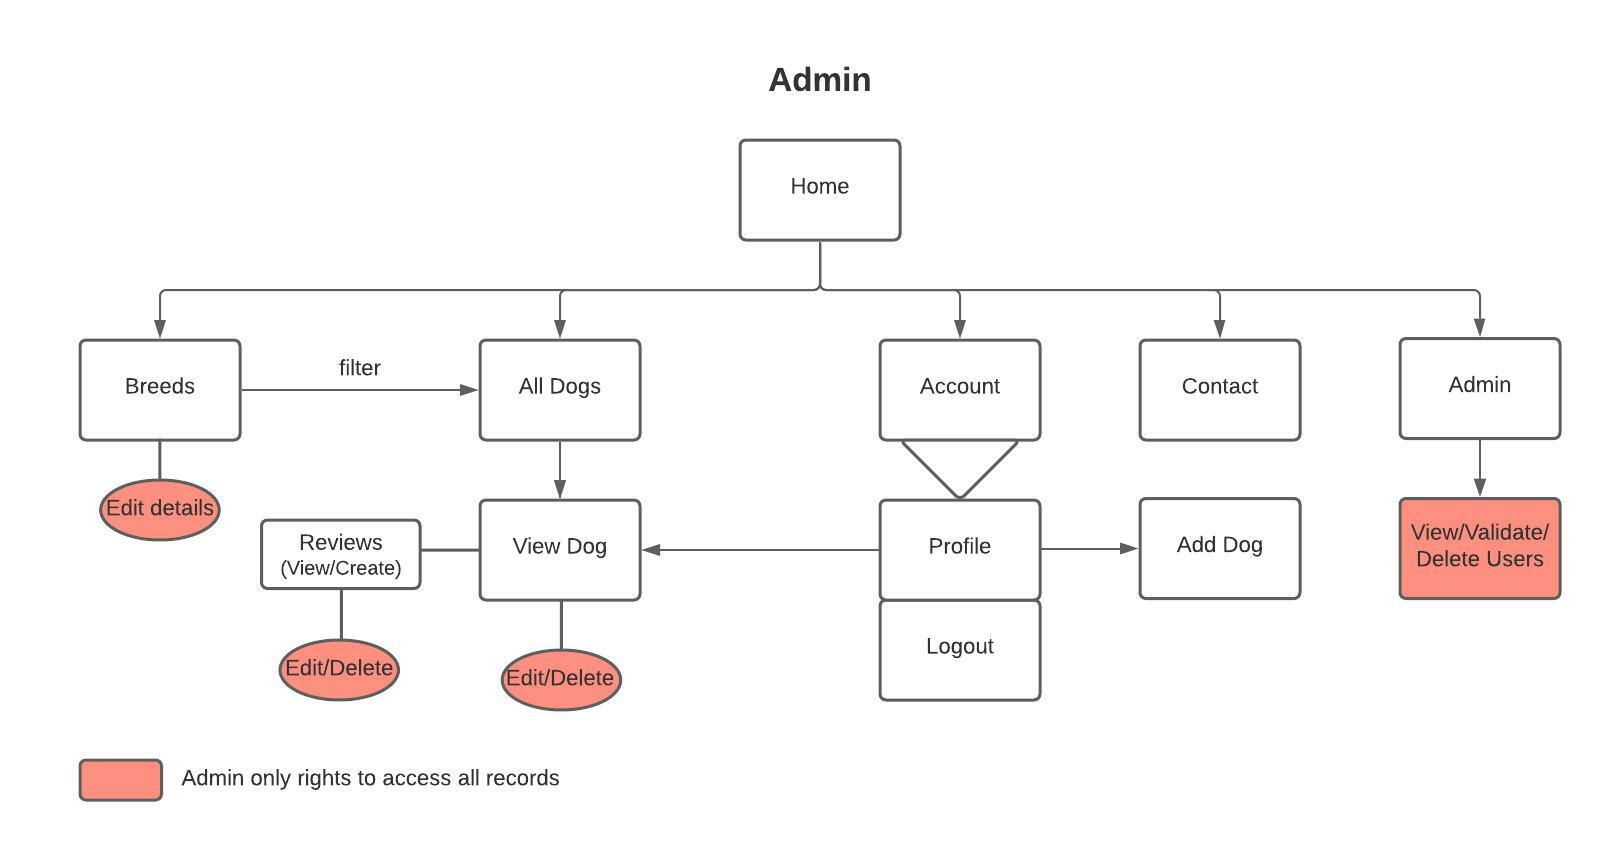 Admin
Home
Breeds
filter
All Dogs
Account
Contact
Admin
Edit details
Reviews
(View/Create)
View Dog
Profile
Add Dog
View/Validate/
Delete Users
Logout
Edit/Delete
Edit/Delete
Admin only rights to access all records